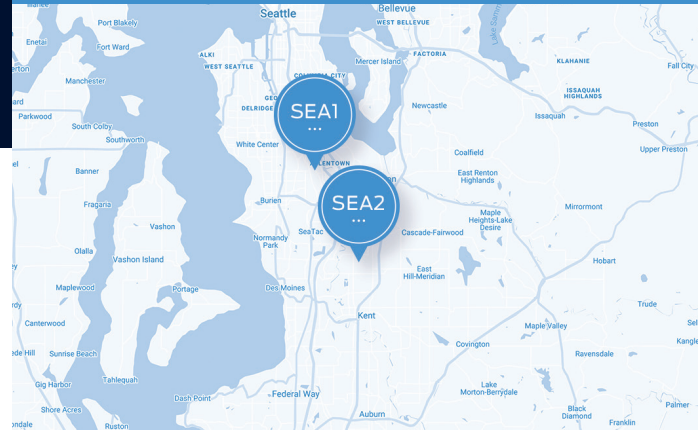 Seattle
Bellevue
WEST BELLEVUE
Port Blakely
Enetai
Fort Ward
ALKI
WEST SEATTLE
Mercer Island
FACTORIA
KLAHANIE
Fall City
Manchester
ISSAQUAH
HIGHLANDS
Parkwood
South Colby
Southworth
DELRIDGE
SEA1
...
Newcastle
Issaquah
Preston
White Center
Upper Preston
Coalfield
Banner
East Renton
Highlands
Fragaria
Burien
SEA2
...
Maple
Heights-Lake
Desire
Mirrormont
Vashon
Normandy
Park
SeaTac
Cascade-Fairwood
Olalla
Vashon Island
East
Hill-Meridian
Hobart
Maplewood
Portage
Des Moines
Trude
Canterwood
Kent
Maple Valley
Sunrise Beach
Covington
Ravensdale
Gig Harbor
Tahlequah
Dash Point
Federal Way
Lake
Morton-Berrydale
Shore Acres
Ruston
Auburn
Black
Diamond
Franklin
Palmer